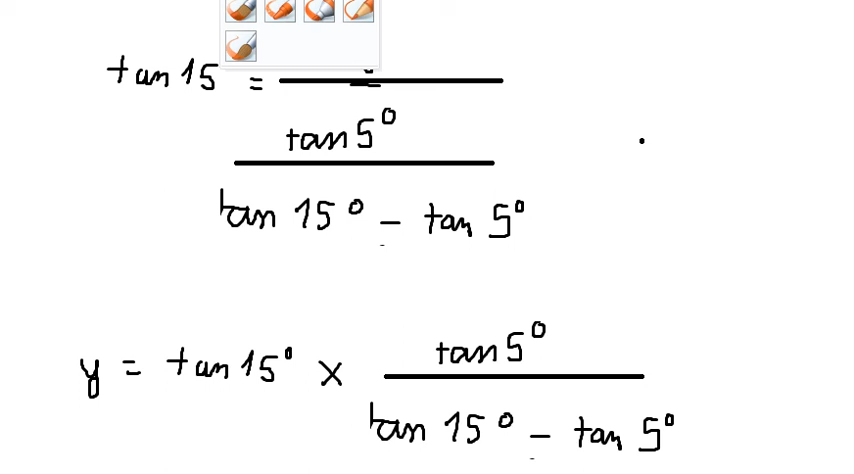 tan 15 =
tan 5°
tan 15° - tan 5°
y = tan 15° × tan 5°
tan 15° - tan 5°